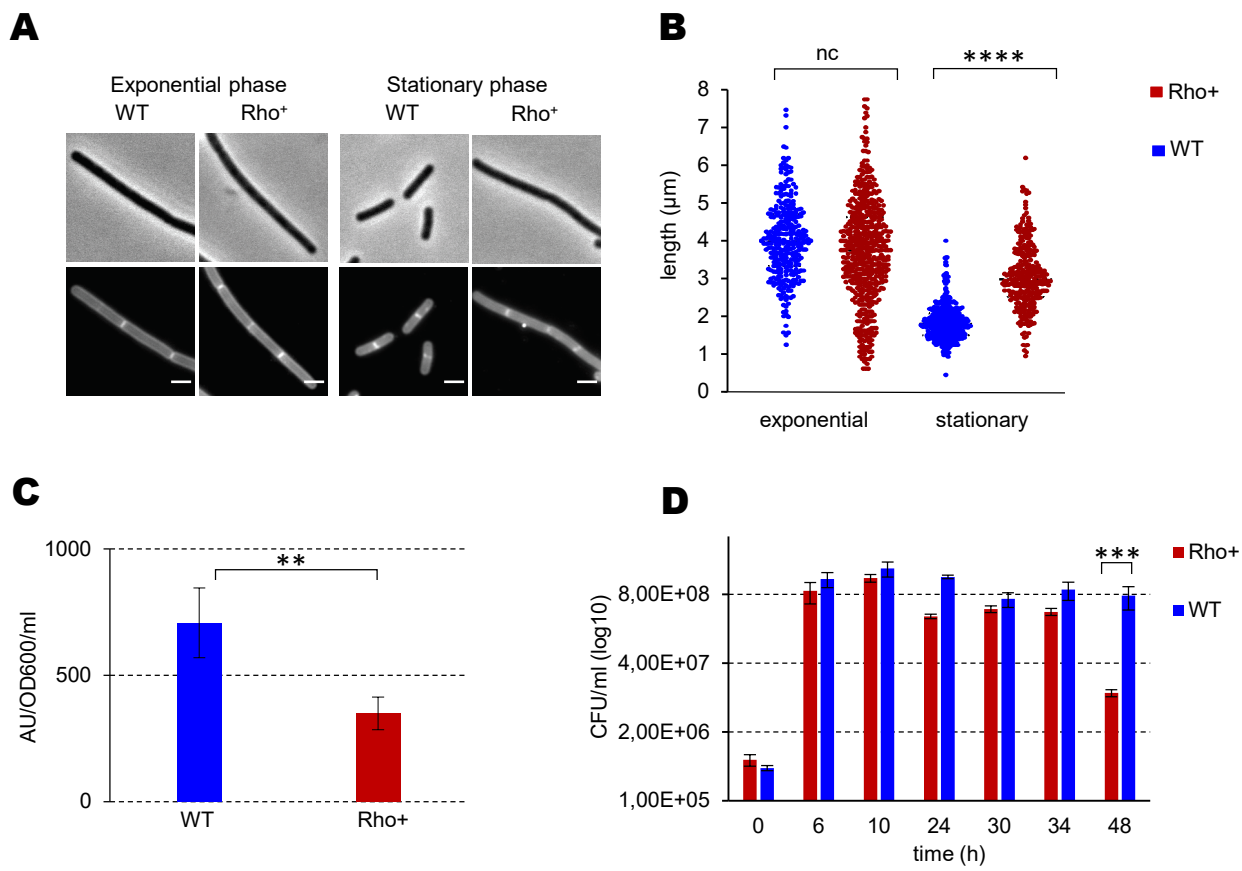 A
Exponential phase
Stationary phase
WT
Rho⁺
WT
Rho⁺
B
nc
****
Rho+
WT
8
7
6
5
4
3
2
1
0
length (µm)
exponential
stationary
C
1000
500
0
**
AU/OD600/ml
WT
Rho+
D
***
Rho+
WT
8,00E+08
4,00E+07
2,00E+06
1,00E+05
CFU/ml (log10)
0 6 10 24 30 34 48
time (h)